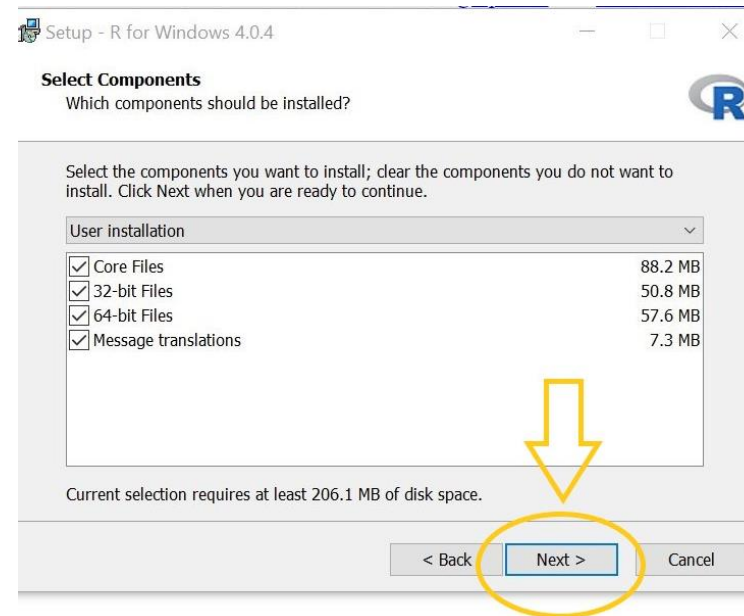 Setup - R for Windows 4.0.4
Select Components
Which components should be installed?
R
Select the components you want to install; clear the components you do not want to
install. Click Next when you are ready to continue.
User installation
Core Files 88.2 MB
32-bit Files 50.8 MB
64-bit Files 57.6 MB
Message translations 7.3 MB
Current selection requires at least 206.1 MB of disk space.
< Back Next > Cancel